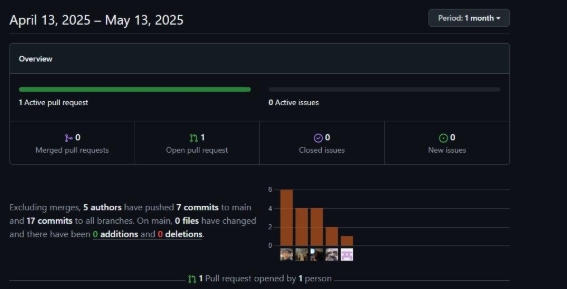 April 13, 2025 – May 13, 2025
Period: 1 month
Overview
1 Active pull request
0 Active issues
0
Merged pull requests
1
Open pull request
0
Closed issues
0
New issues
Excluding merges, 5 authors have pushed 7 commits to main
and 17 commits to all branches. On main, 0 files have changed
and there have been 0 additions and 0 deletions.
6
4
2
0
1 Pull request opened by 1 person